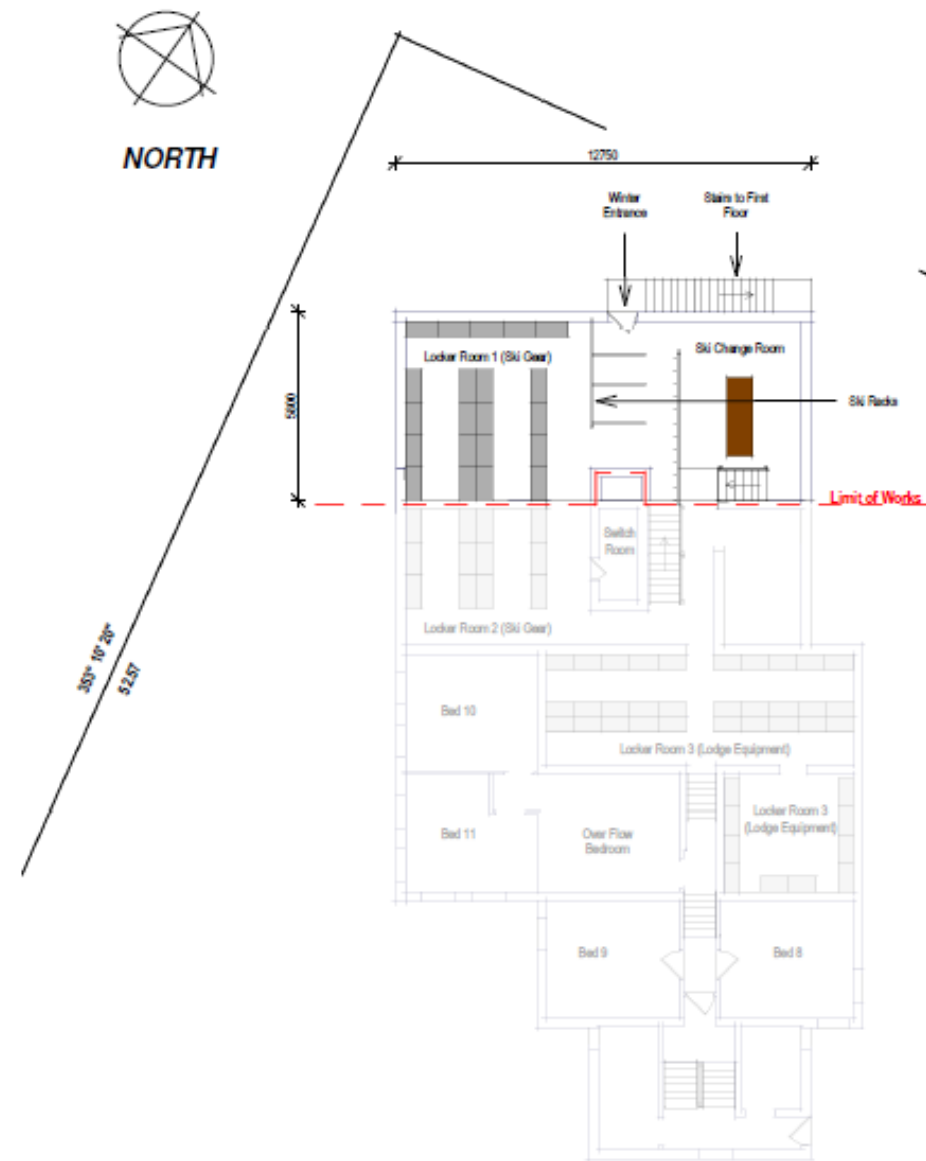 NORTH
12750
Winter
Entrance
Stairs to First
Floor
Locker Room 1 (Ski Gear)
Ski Change Room
Ski Racks
Limit of Works
Switch
Room
Locker Room 2 (Ski Gear)
353° 10' 20"
52.57
Bed 10
Locker Room 3 (Lodge Equipment)
Bed 11
Over Flow
Bedroom
Locker Room 3
(Lodge Equipment)
Bed 9
Bed 8